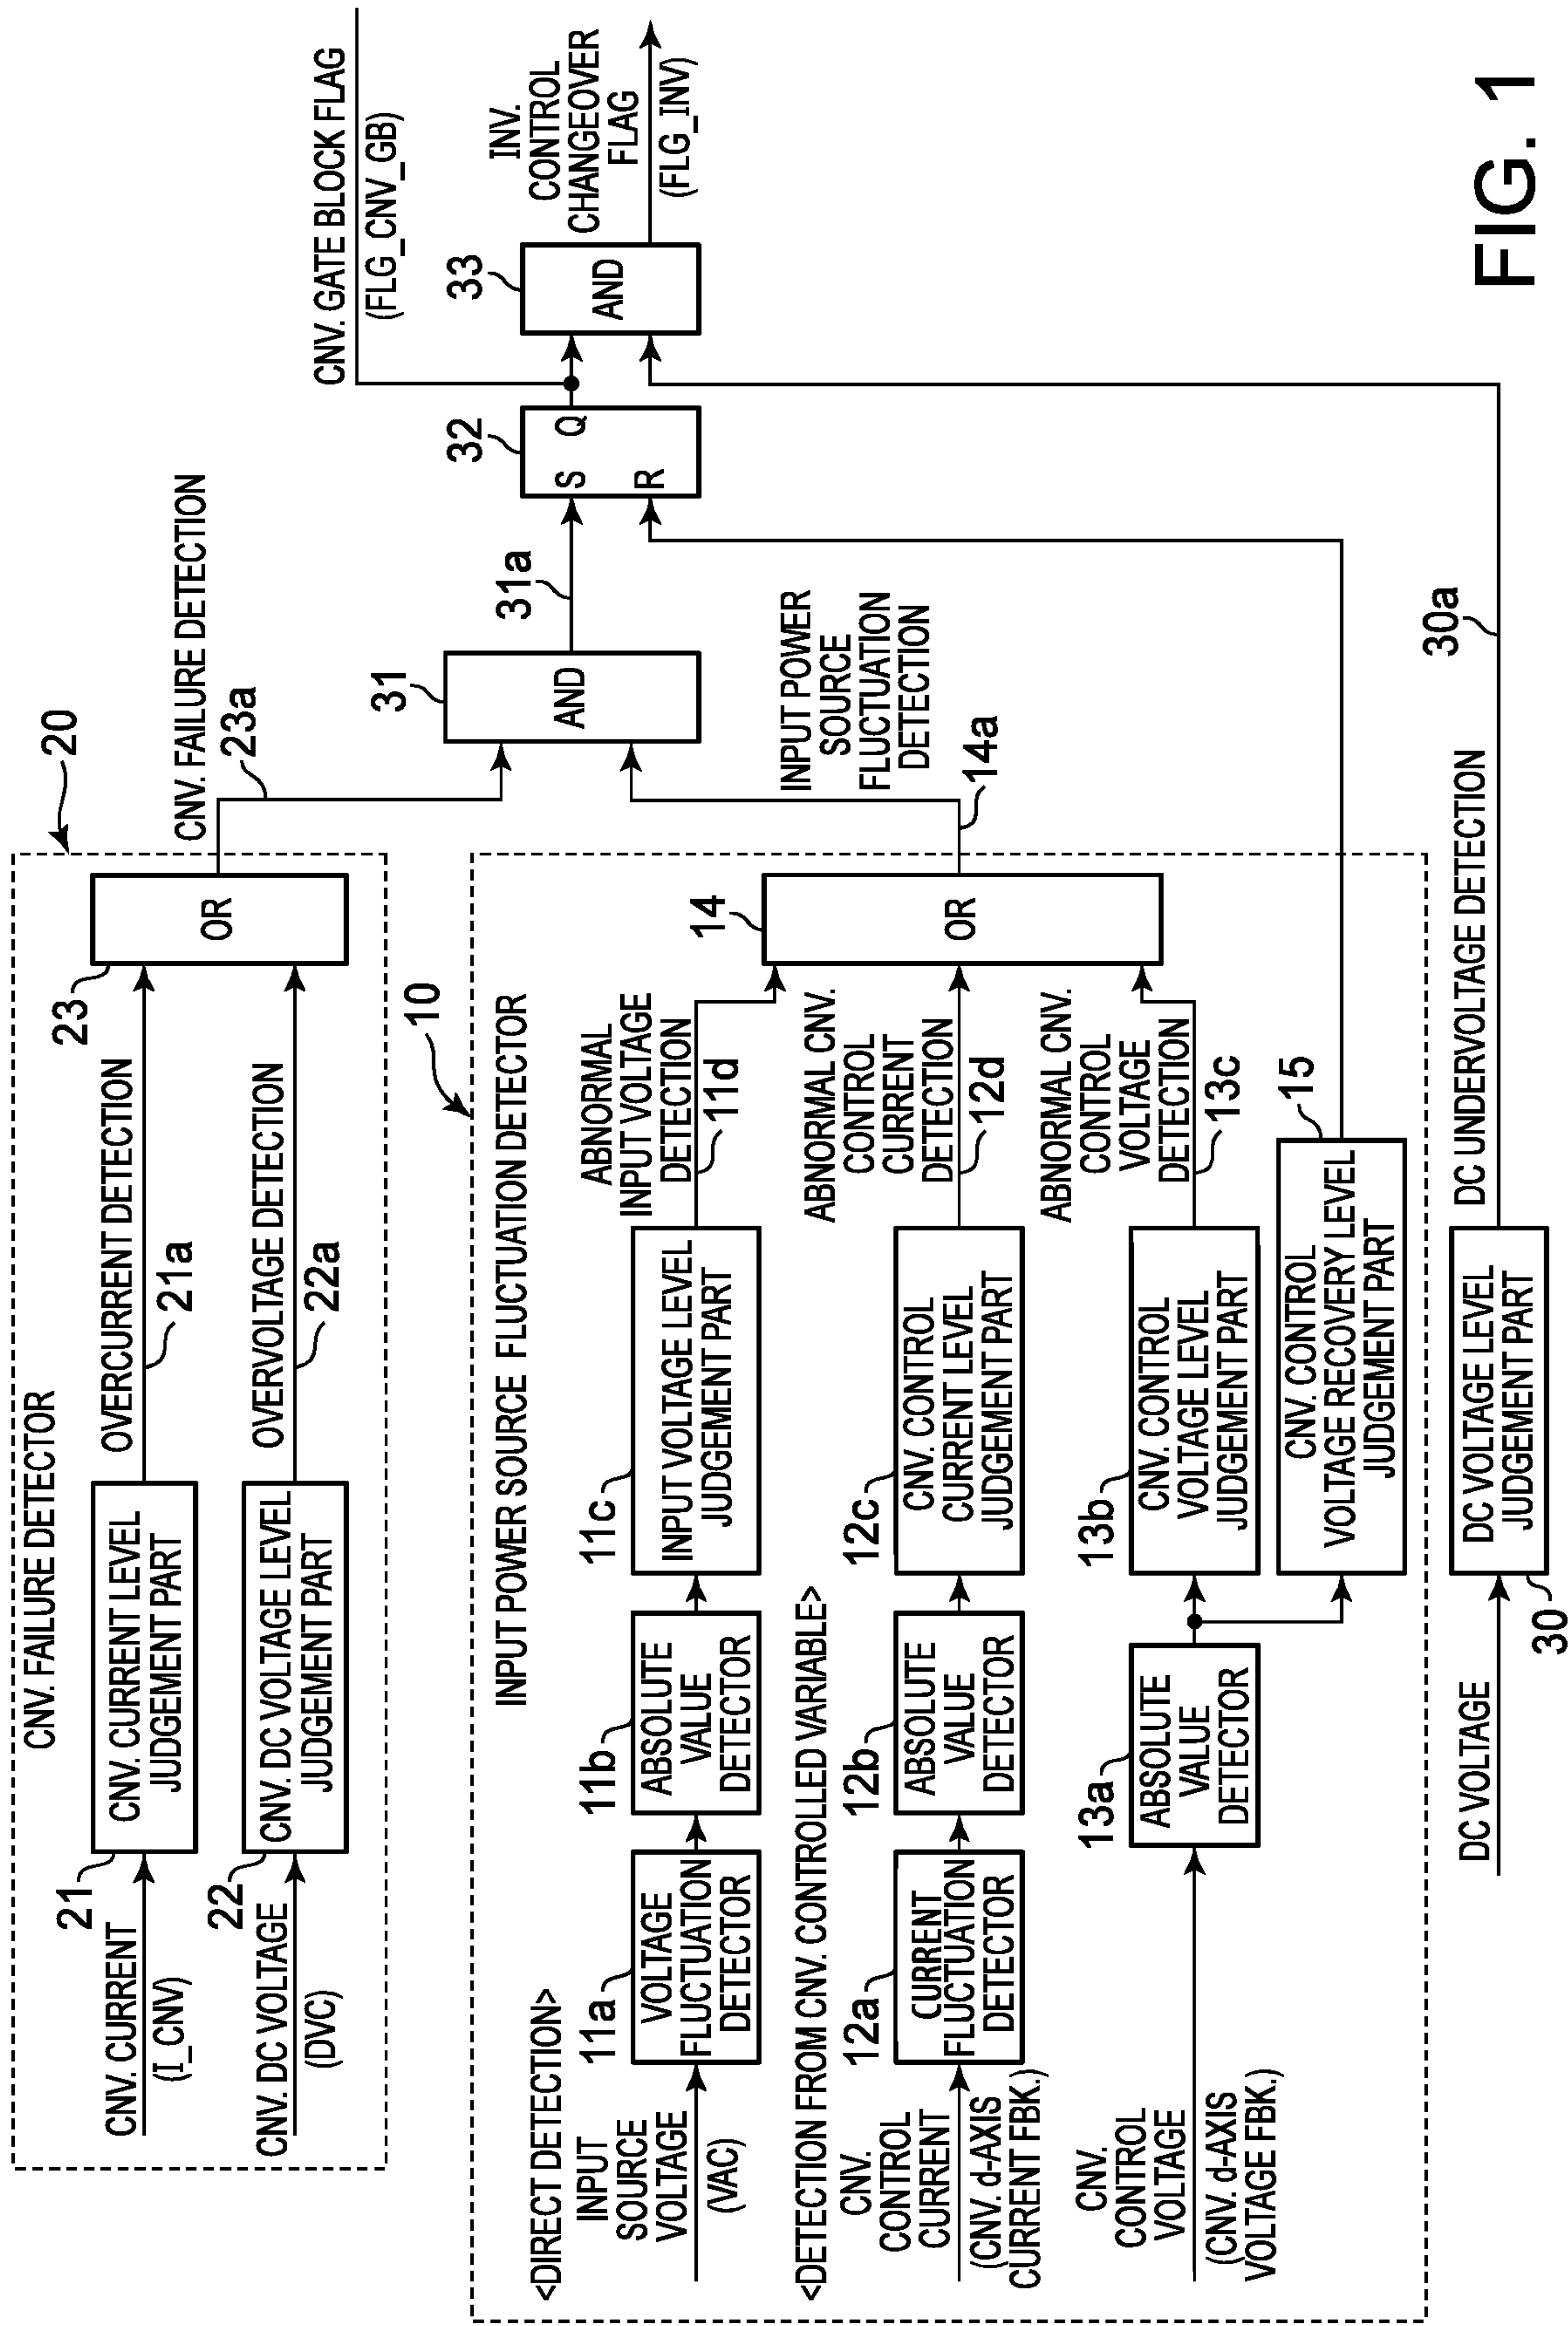 CNV. FAILURE DETECTOR
20
CNV. CURRENT
(I_CNV)
21
CNV. CURRENT LEVEL
JUDGEMENT PART
OVERCURRENT DETECTION
21a
CNV. DC VOLTAGE
(DVC)
22
CNV. DC VOLTAGE LEVEL
JUDGEMENT PART
OVERVOLTAGE DETECTION
22a
23
OR
CNV. FAILURE DETECTION
23a
INPUT POWER SOURCE FLUCTUATION DETECTOR
10
<DIRECT DETECTION>
INPUT
SOURCE
VOLTAGE
(VAC)
11a
VOLTAGE
FLUCTUATION
DETECTOR
11b
ABSOLUTE
VALUE
DETECTOR
11c
INPUT VOLTAGE LEVEL
JUDGEMENT PART
ABNORMAL
INPUT VOLTAGE
DETECTION
11d
<DETECTION FROM CNV. CONTROLLED VARIABLE>
CNV.
CONTROL
CURRENT
(CNV. d-AXIS
CURRENT FBK.)
12a
CURRENT
FLUCTUATION
DETECTOR
12b
ABSOLUTE
VALUE
DETECTOR
12c
CNV. CONTROL
CURRENT LEVEL
JUDGEMENT PART
ABNORMAL CNV.
CONTROL
CURRENT
DETECTION
12d
CNV.
CONTROL
VOLTAGE
(CNV. d-AXIS
VOLTAGE FBK.)
13a
ABSOLUTE
VALUE
DETECTOR
13b
CNV. CONTROL
VOLTAGE LEVEL
JUDGEMENT PART
ABNORMAL CNV.
CONTROL
VOLTAGE
DETECTION
13c
14
OR
INPUT POWER
SOURCE
FLUCTUATION
DETECTION
14a
CNV. CONTROL
VOLTAGE RECOVERY LEVEL
JUDGEMENT PART
15
DC VOLTAGE
30
DC VOLTAGE LEVEL
JUDGEMENT PART
DC UNDERVOLTAGE DETECTION
30a
31
AND
31a
32
S Q
R
33
AND
CNV. GATE BLOCK FLAG
(FLG_CNV_GB)
INV.
CONTROL
CHANGEOVER
FLAG
(FLG_INV)
FIG. 1